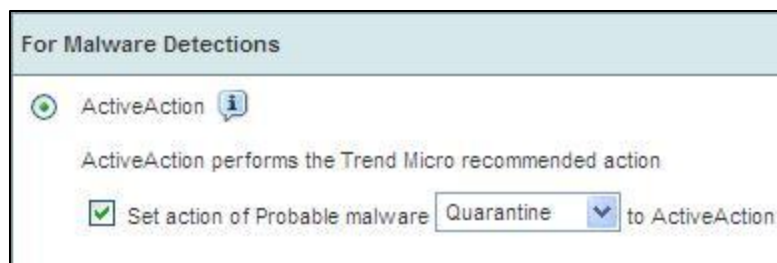 For Malware Detections
ActiveAction
ActiveAction performs the Trend Micro recommended action
Set action of Probable malware Quarantine to ActiveAction